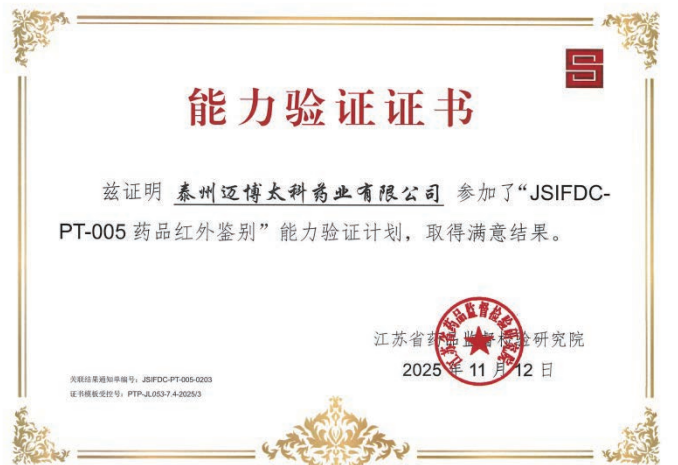 能力验证证书
兹证明 泰州迈博太科药业有限公司 参加了“JSIFDC-
PT-005 药品红外鉴别”能力验证计划，取得满意结果。
江苏省药品监督检验研究院
2025年 11 月 12 日
关联结果通知单编号：JSIFDC-PT-005-0203
证书模板受控号：PTP-JL053-7.4-2025/3